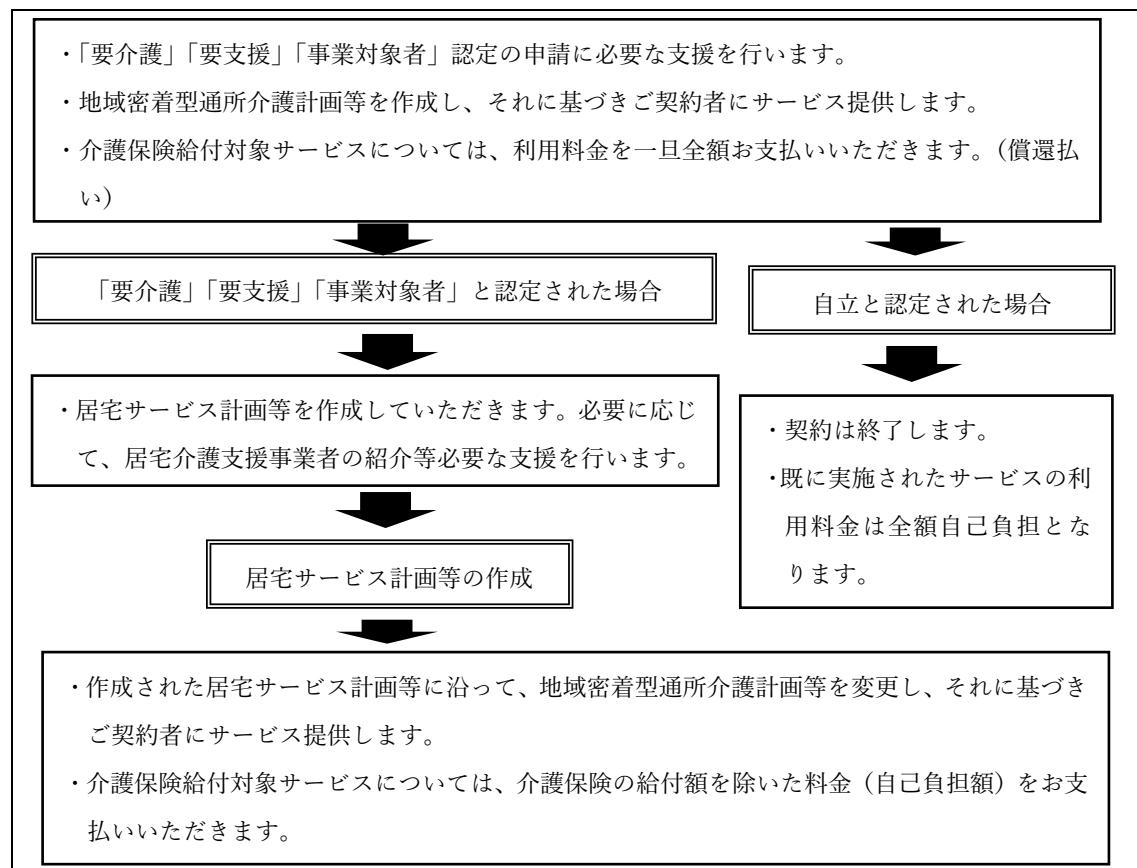 ・「要介護」「要支援」「事業対象者」認定の申請に必要な支援を行います。
・地域密着型通所介護計画等を作成し、それに基づきご契約者にサービス提供します。
・介護保険給付対象サービスについては、利用料金を一旦全額お支払いいただきます。（償還払
い）
「要介護」「要支援」「事業対象者」と認定された場合
自立と認定された場合
・居宅サービス計画等を作成していただきます。必要に応じ
て、居宅介護支援事業者の紹介等必要な支援を行います。
・契約は終了します。
・既に実施されたサービスの利
用料金は全額自己負担とな
ります。
居宅サービス計画等の作成
・作成された居宅サービス計画等に沿って、地域密着型通所介護計画等を変更し、それに基づき
ご契約者にサービス提供します。
・介護保険給付対象サービスについては、介護保険の給付額を除いた料金（自己負担額）をお支
払いいただきます。